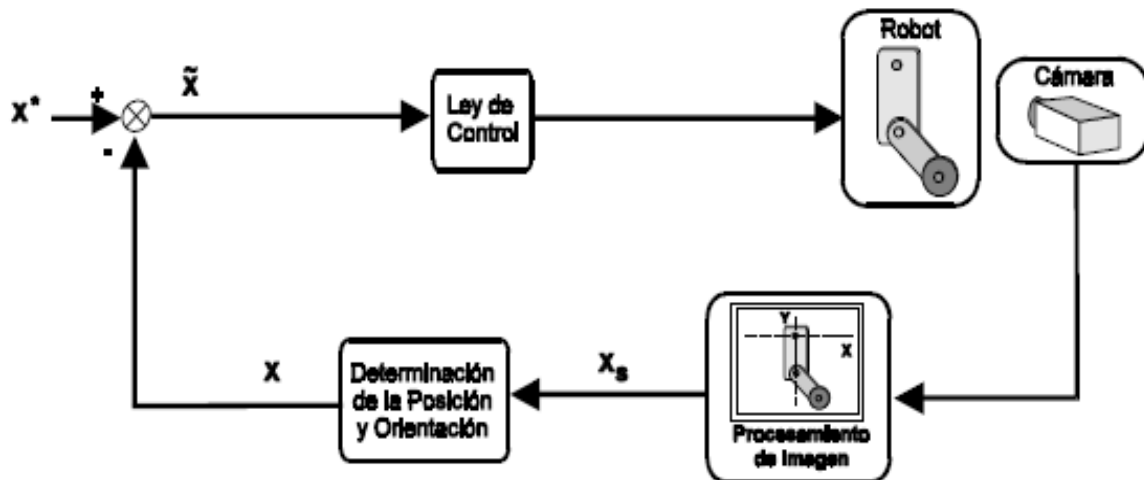 Robot
Cámara
x*
+
x̃
-
Ley de
Control
Y
X
Procesamiento
de Imagen
Xs
Determinación
de la Posición
y Orientación
X